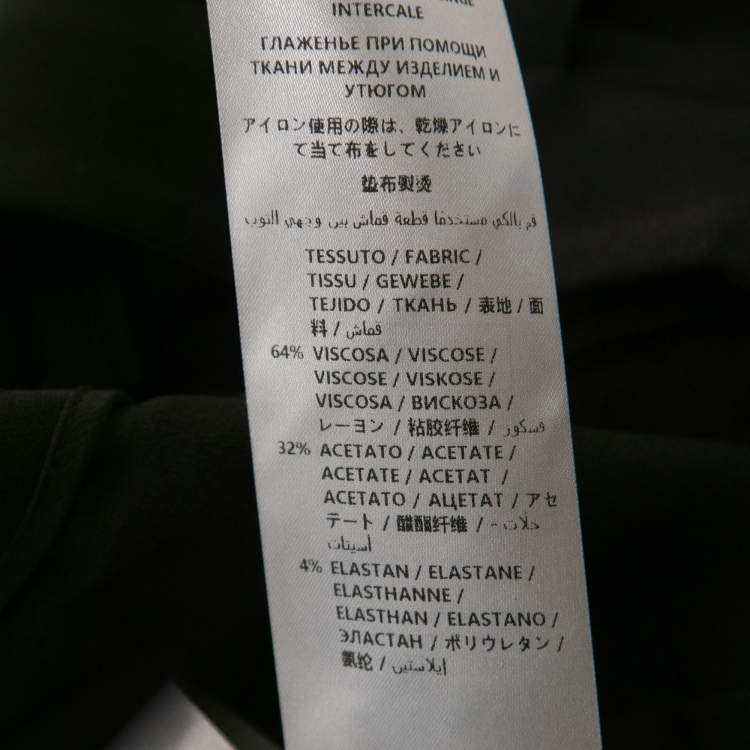 INTERCALE
ГЛАЖЕНЬЕ ПРИ ПОМОЩИ
ТКАНИ МЕЖДУ ИЗДЕЛИЕМ И
УТЮГОМ
アイロン使用の際は、乾燥アイロンに
て当て布をしてください
垫布熨烫
قم بالكي مستخدمًا قطعة قماش بين وجهي الثوب
TESSUTO / FABRIC /
TISSU / GEWEBE /
TEJIDO / ТКАНЬ / 表地 / 面
料 / قماش
64% VISCOSA / VISCOSE /
VISCOSE / VISKOSE /
VISCOSA / ВИСКОЗА /
レーヨン / 粘胶纤维 / فسكوز
32% ACETATO / ACETATE /
ACETATE / ACETAT /
ACETATO / АЦЕТАТ / アセ
テート / 醋酯纤维 / - خلّات
أسيتات
4% ELASTAN / ELASTANE /
ELASTHANNE /
ELASTHAN / ELASTANO /
ЭЛАСТАН / ポリウレタン /
氨纶 / إيلاستين